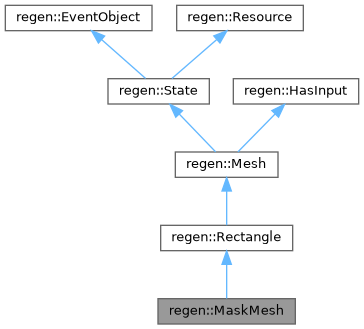 regen::EventObject
regen::Resource
regen::State
regen::HasInput
regen::Mesh
regen::Rectangle
regen::MaskMesh